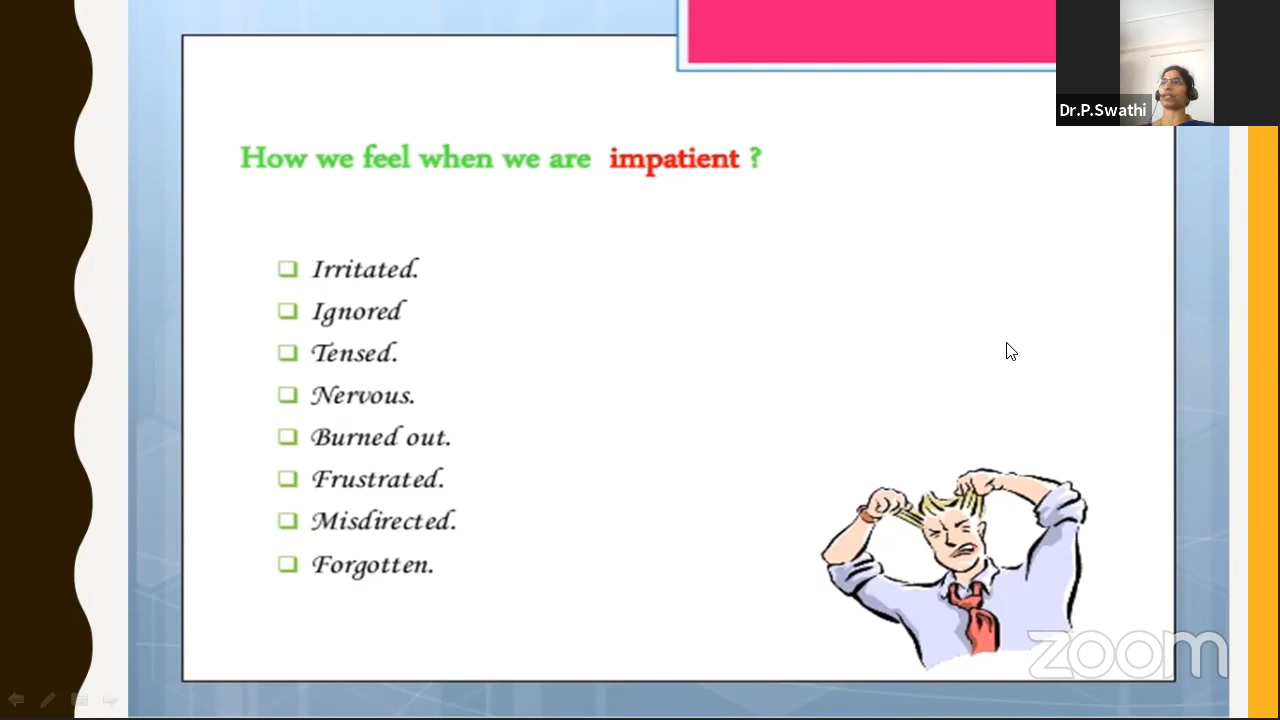 Dr.P.Swathi
How we feel when we are impatient ?
Irritated.
Ignored
Tensed.
Nervous.
Burned out.
Frustrated.
Misdirected.
Forgotten.
zoom